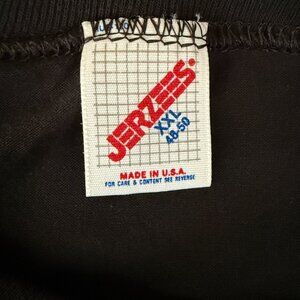 JERZEES®
XXL
48-50
MADE IN U.S.A.
FOR CARE & CONTENT SEE REVERSE